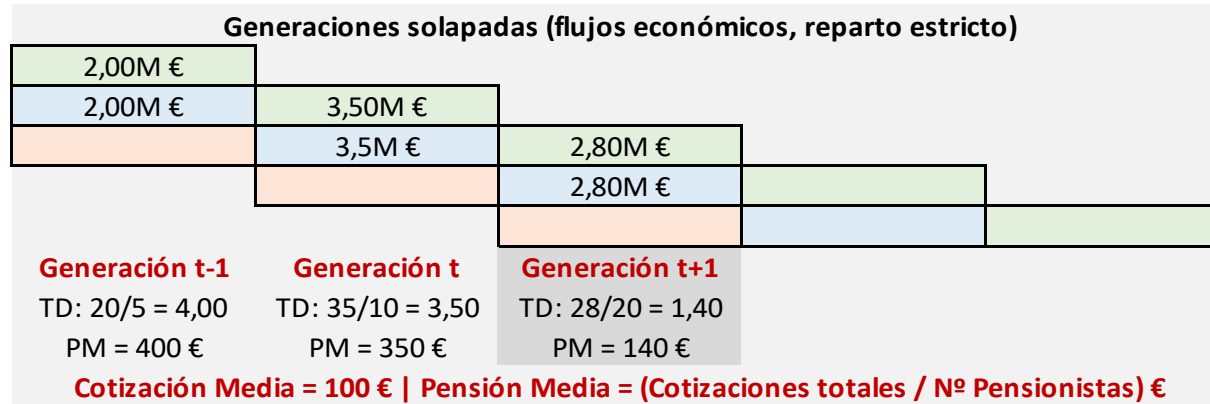 Generaciones solapadas (flujos económicos, reparto estricto)
2,00M €
2,00M € 3,50M €
3,5M € 2,80M €
2,80M €
Generación t-1 Generación t Generación t+1
TD: 20/5 = 4,00 TD: 35/10 = 3,50 TD: 28/20 = 1,40
PM = 400 € PM = 350 € PM = 140 €
Cotización Media = 100 € | Pensión Media = (Cotizaciones totales / Nº Pensionistas) €